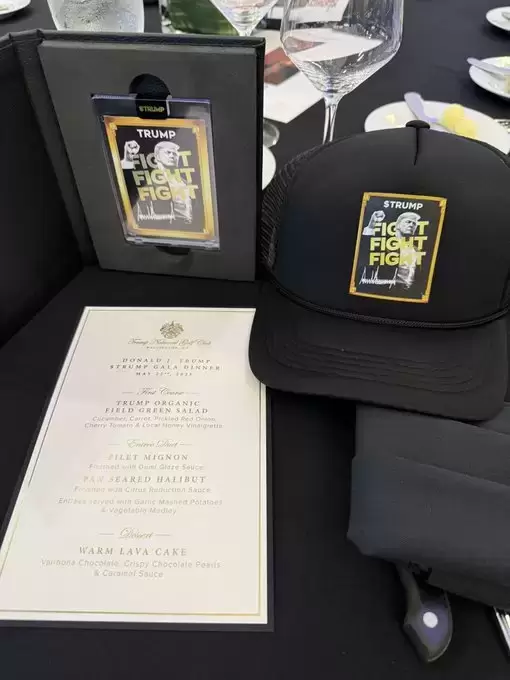 $TRUMP
TRUMP
FIGHT
FIGHT
FIGHT
$TRUMP
FIGHT
FIGHT
FIGHT
Trump National Golf Club
DONALD J. TRUMP
$TRUMP GALA DINNER
First Course
TRUMP ORGANIC
FIELD GREEN SALAD
Cucumber, Carrot, Pickled Red Onion,
Cherry Tomato & Local Honey Vinaigrette
Entrée Duet
FILET MIGNON
Finished with Demi Glaze Sauce
PAN SEARED HALIBUT
Finished with Citrus Reduction Sauce
Entrées served with Garlic Mashed Potatoes
& Vegetable Medley
Dessert
WARM LAVA CAKE
Valrhona Chocolate, Crispy Chocolate Pearls
& Caramel Sauce